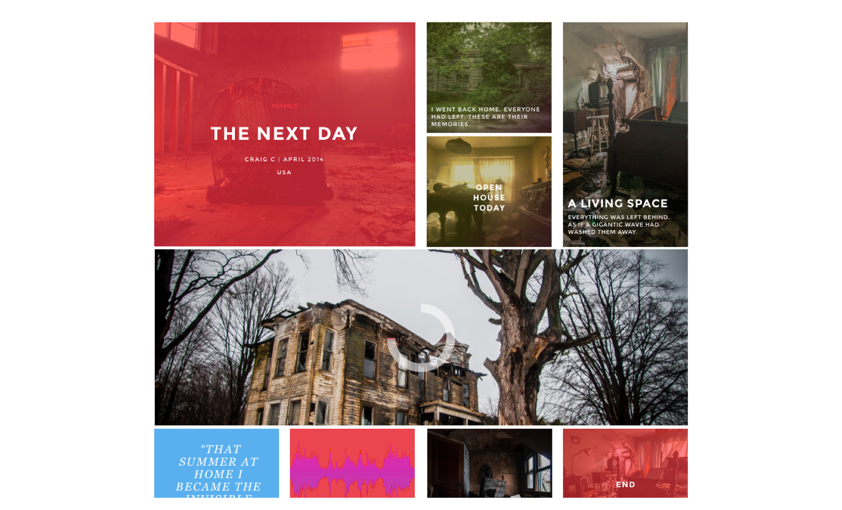 TRAVELS
THE NEXT DAY
CRAIG C | APRIL 2014
USA
I WENT BACK HOME. EVERYONE
HAD LEFT. THESE ARE THEIR
MEMORIES.
OPEN
HOUSE
TODAY
A LIVING SPACE
EVERYTHING WAS LEFT BEHIND.
AS IF A GIGANTIC WAVE HAD
WASHED THEM AWAY.
“THAT
SUMMER AT
HOME I
BECAME THE
INVISIBLE
END